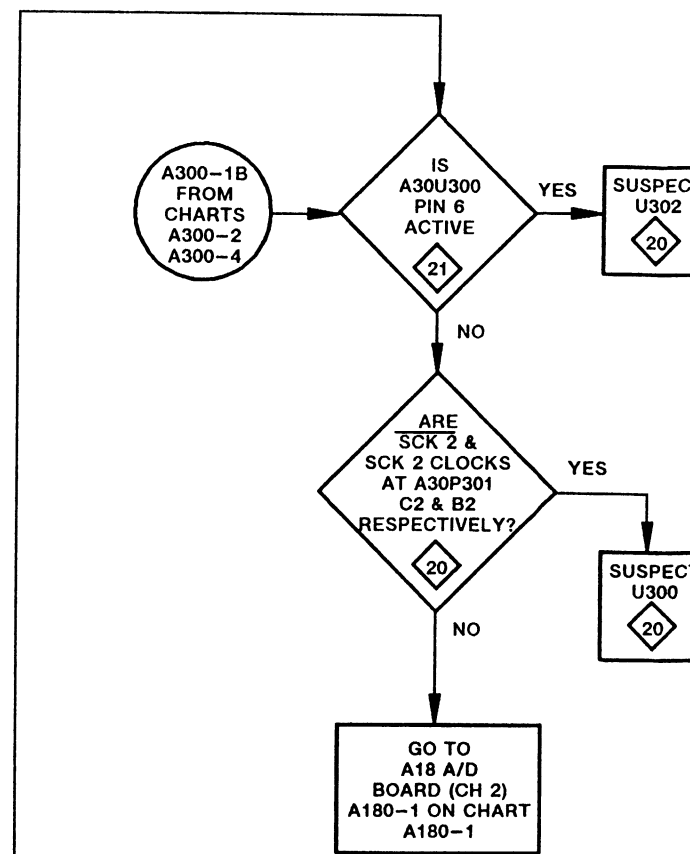 A300-1B
FROM
CHARTS
A300-2
A300-4
IS
A30U300
PIN 6
ACTIVE
21
YES
SUSPEC
U302
20
NO
ARE
SCK 2 &
SCK 2 CLOCKS
AT A30P301
C2 & B2
RESPECTIVELY?
20
YES
SUSPECT
U300
20
NO
GO TO
A18 A/D
BOARD (CH 2)
A180-1 ON CHART
A180-1